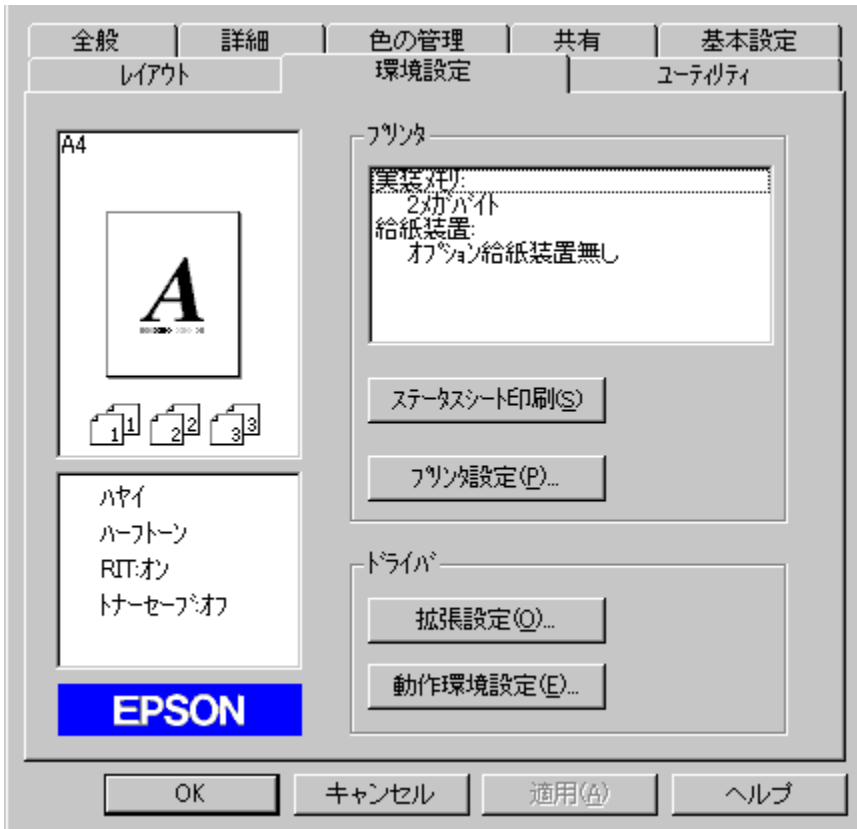 全般 詳細 色の管理 共有 基本設定
レイアウト 環境設定 ユーティリティ
A4
A
1 1 2 2 3 3
ハヤイ
ハーフトーン
RIT:オン
トナーセーブ:オフ
EPSON
プリンタ
実装メモリ:
2メガバイト
給紙装置:
オプション給紙装置無し
ステータスシート印刷(S)
プリンタ設定(P)...
ドライバ
拡張設定(O)...
動作環境設定(E)...
OK キャンセル 適用(A) ヘルプ